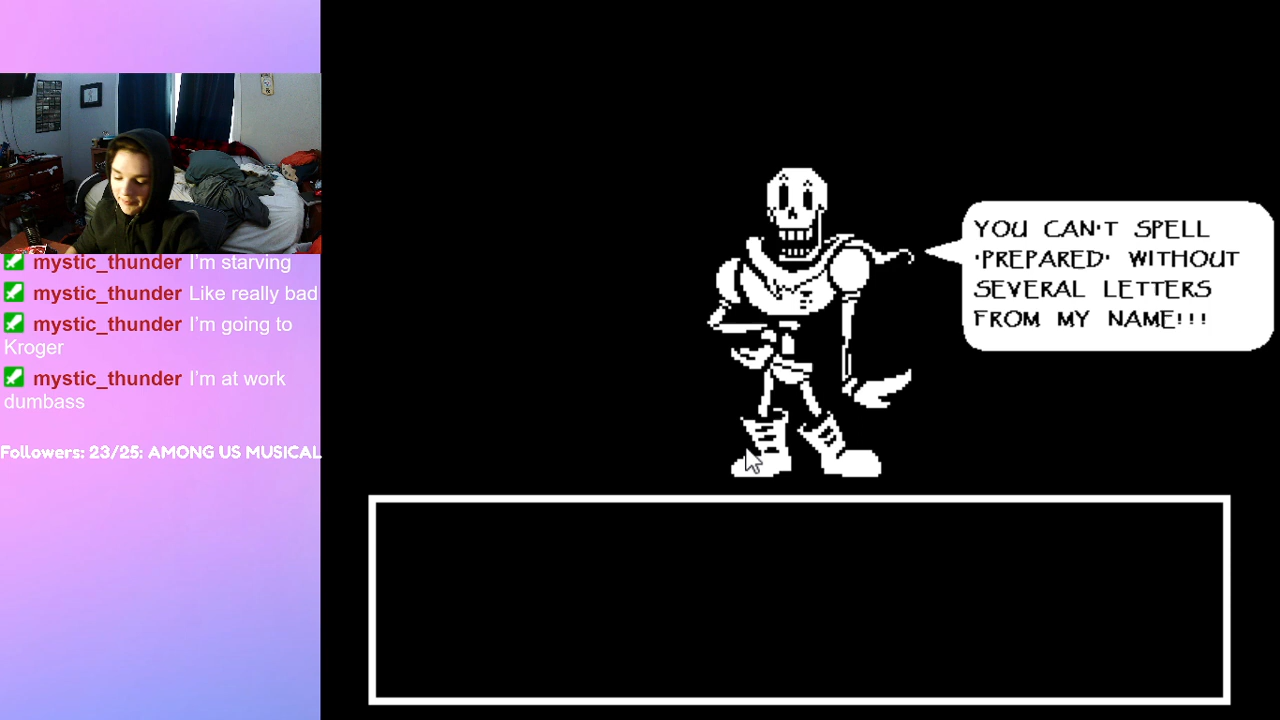 mystic_thunder I'm starving
mystic_thunder Like really bad
mystic_thunder I'm going to
Kroger
mystic_thunder I'm at work
dumbass
Followers: 23/25: AMONG US MUSICAL
YOU CAN'T SPELL
'PREPARED' WITHOUT
SEVERAL LETTERS
FROM MY NAME!!!